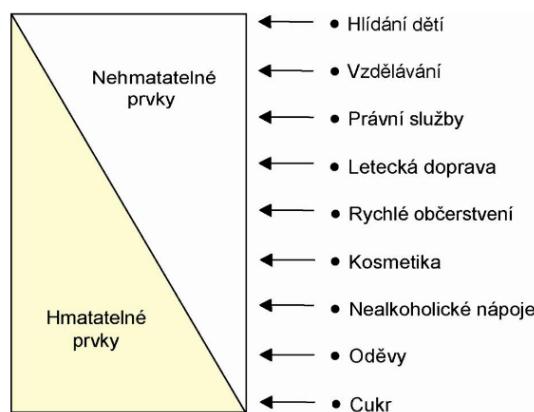 Nehmatatelné
prvky
Hmatatelné
prvky
• Hlídání dětí
• Vzdělávání
• Právní služby
• Letecká doprava
• Rychlé občerstvení
• Kosmetika
• Nealkoholické nápoje
• Oděvy
• Cukr